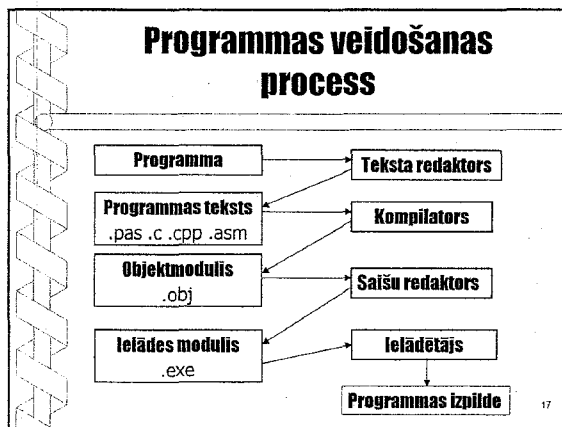 Programmas veidošanas
process
Programma
Teksta redaktors
Programmas teksts
.pas .c .cpp .asm
Kompilators
Objektmodulis
.obj
Saišu redaktors
Ielādes modulis
.exe
Ielādētājs
Programmas izpilde
17